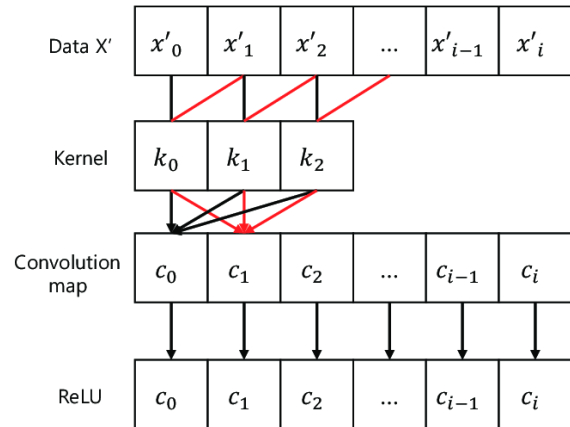 Data X' x'₀ x'₁ x'₂ ... x'ᵢ₋₁ x'ᵢ
Kernel k₀ k₁ k₂
Convolution map c₀ c₁ c₂ ... cᵢ₋₁ cᵢ
ReLU c₀ c₁ c₂ ... cᵢ₋₁ cᵢ